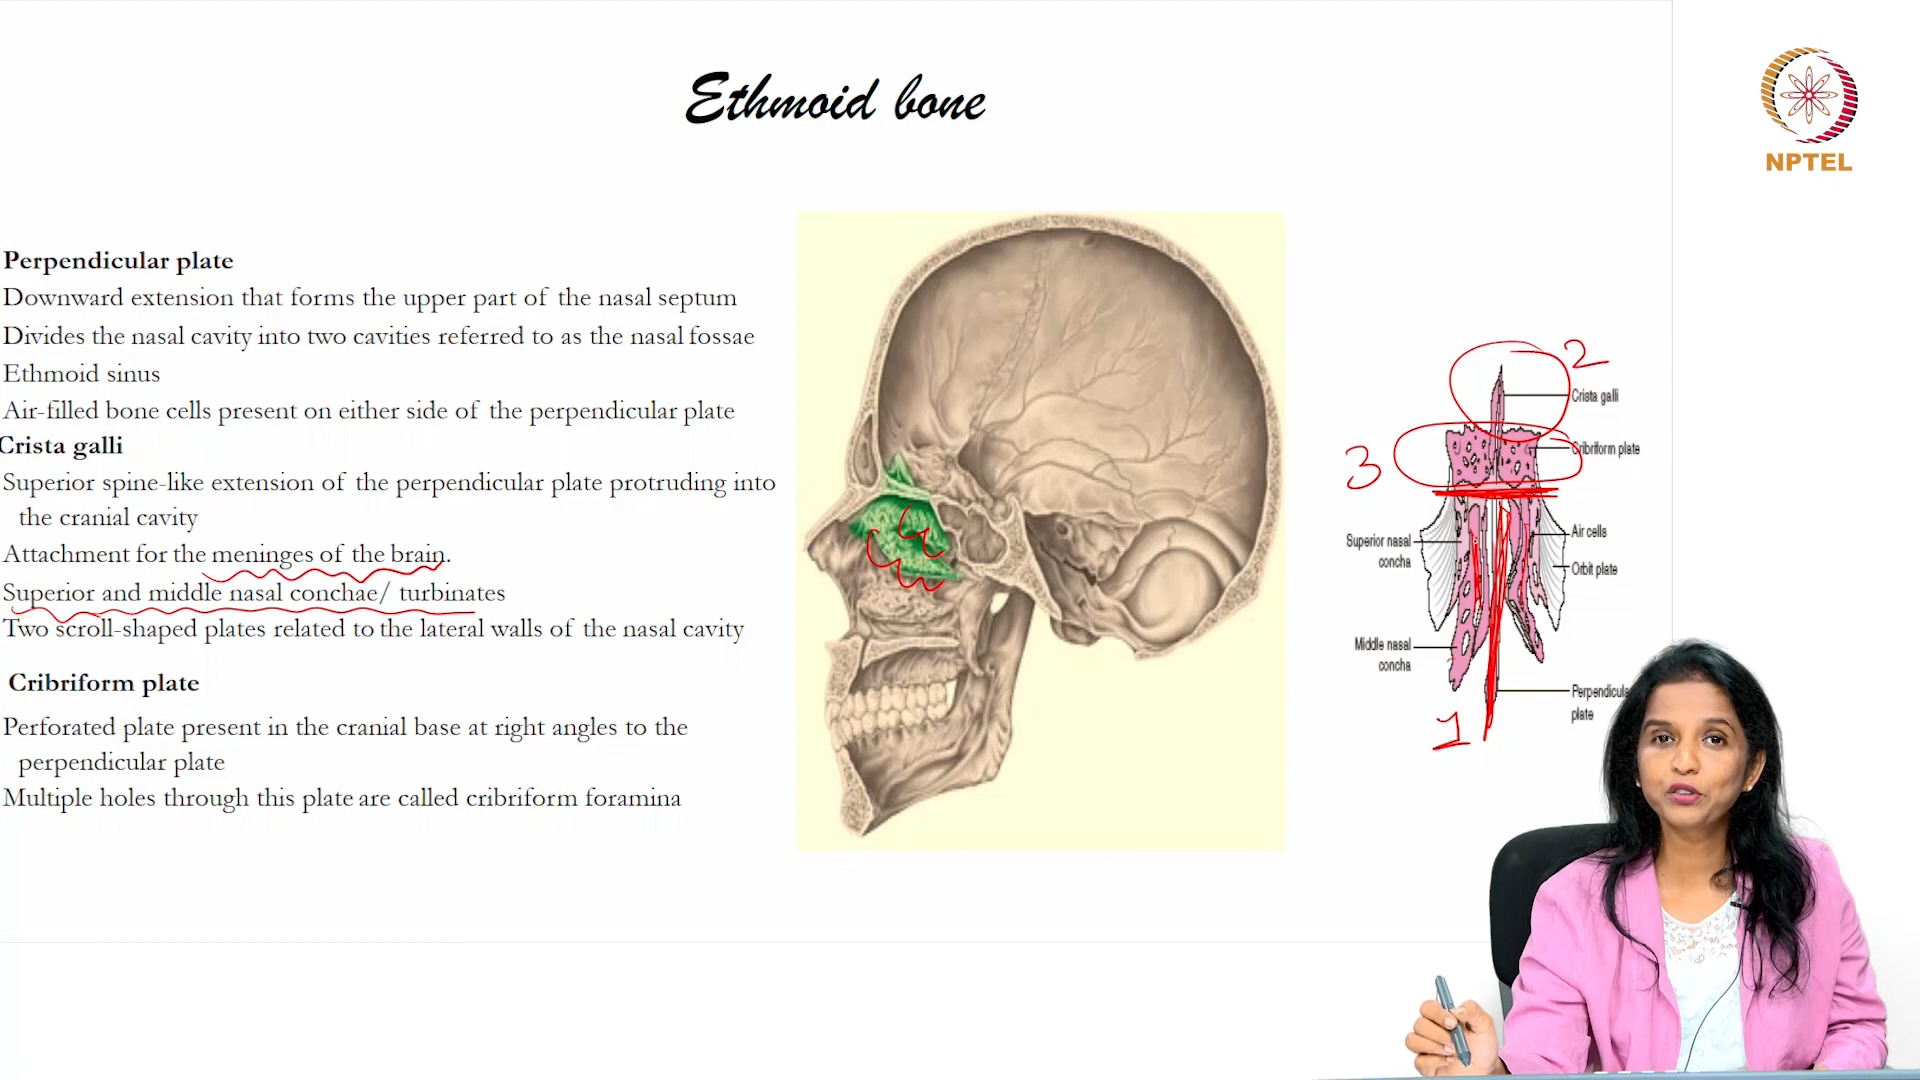 Ethmoid bone
NPTEL
Perpendicular plate
Downward extension that forms the upper part of the nasal septum
Divides the nasal cavity into two cavities referred to as the nasal fossae
Ethmoid sinus
Air-filled bone cells present on either side of the perpendicular plate
Crista galli
Superior spine-like extension of the perpendicular plate protruding into
the cranial cavity
Attachment for the meninges of the brain.
Superior and middle nasal conchae/ turbinates
Two scroll-shaped plates related to the lateral walls of the nasal cavity
Cribriform plate
Perforated plate present in the cranial base at right angles to the
perpendicular plate
Multiple holes through this plate are called cribriform foramina
2
Crista galli
Cribriform plate
3
Air cells
Superior nasal
concha
Orbit plate
Middle nasal
concha
Perpendicula
plate
1